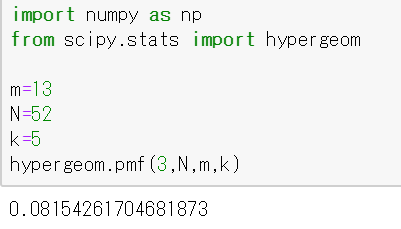 import numpy as np
from scipy.stats import hypergeom

m=13
N=52
k=5
hypergeom.pmf(3,N,m,k)
0.08154261704681873